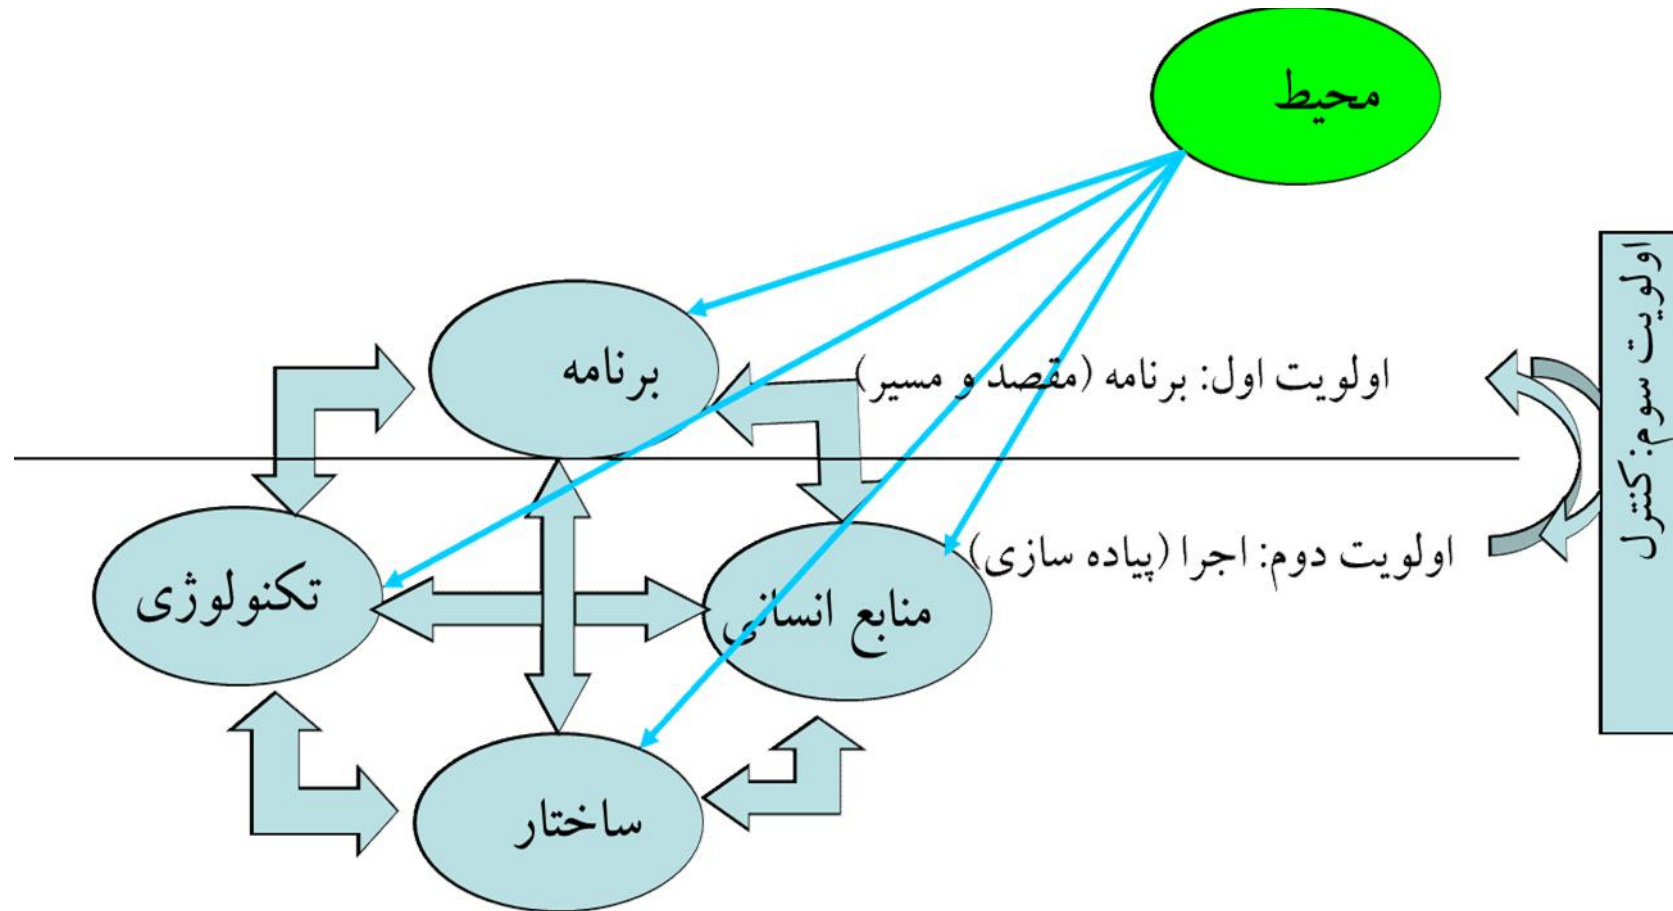 محیط
برنامه
اولویت اول: برنامه (مقصد و مسیر)
اولویت سوم: کنترل
اولویت دوم: اجرا (پیاده سازی)
منابع انسانی
تکنولوژی
ساختار